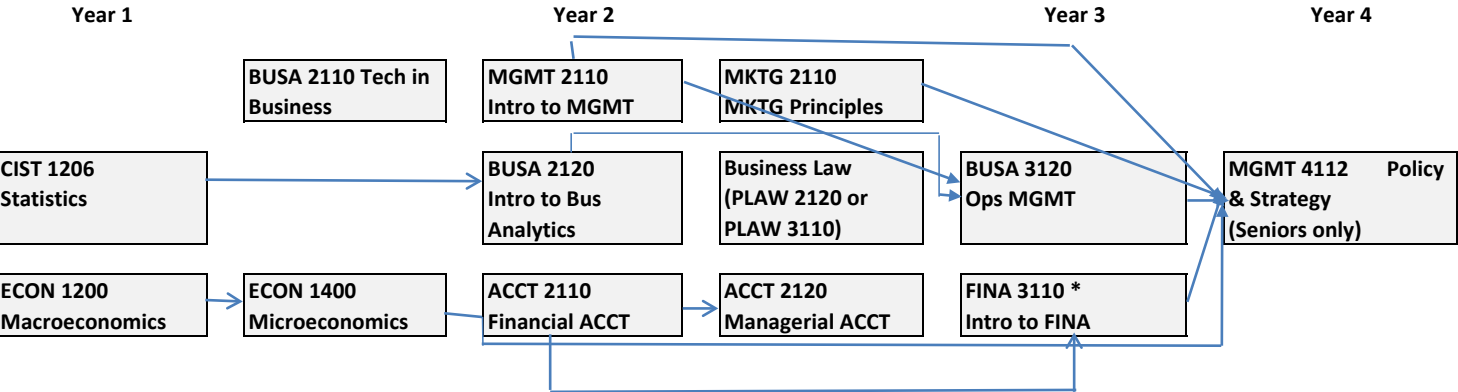 Year 1 Year 2 Year 3 Year 4
BUSA 2110 Tech in
Business
MGMT 2110
Intro to MGMT
MKTG 2110
MKTG Principles
CIST 1206
Statistics
BUSA 2120
Intro to Bus
Analytics
Business Law
(PLAW 2120 or
PLAW 3110)
BUSA 3120
Ops MGMT
MGMT 4112 Policy
& Strategy
(Seniors only)
ECON 1200
Macroeconomics
ECON 1400
Microeconomics
ACCT 2110
Financial ACCT
ACCT 2120
Managerial ACCT
FINA 3110 *
Intro to FINA